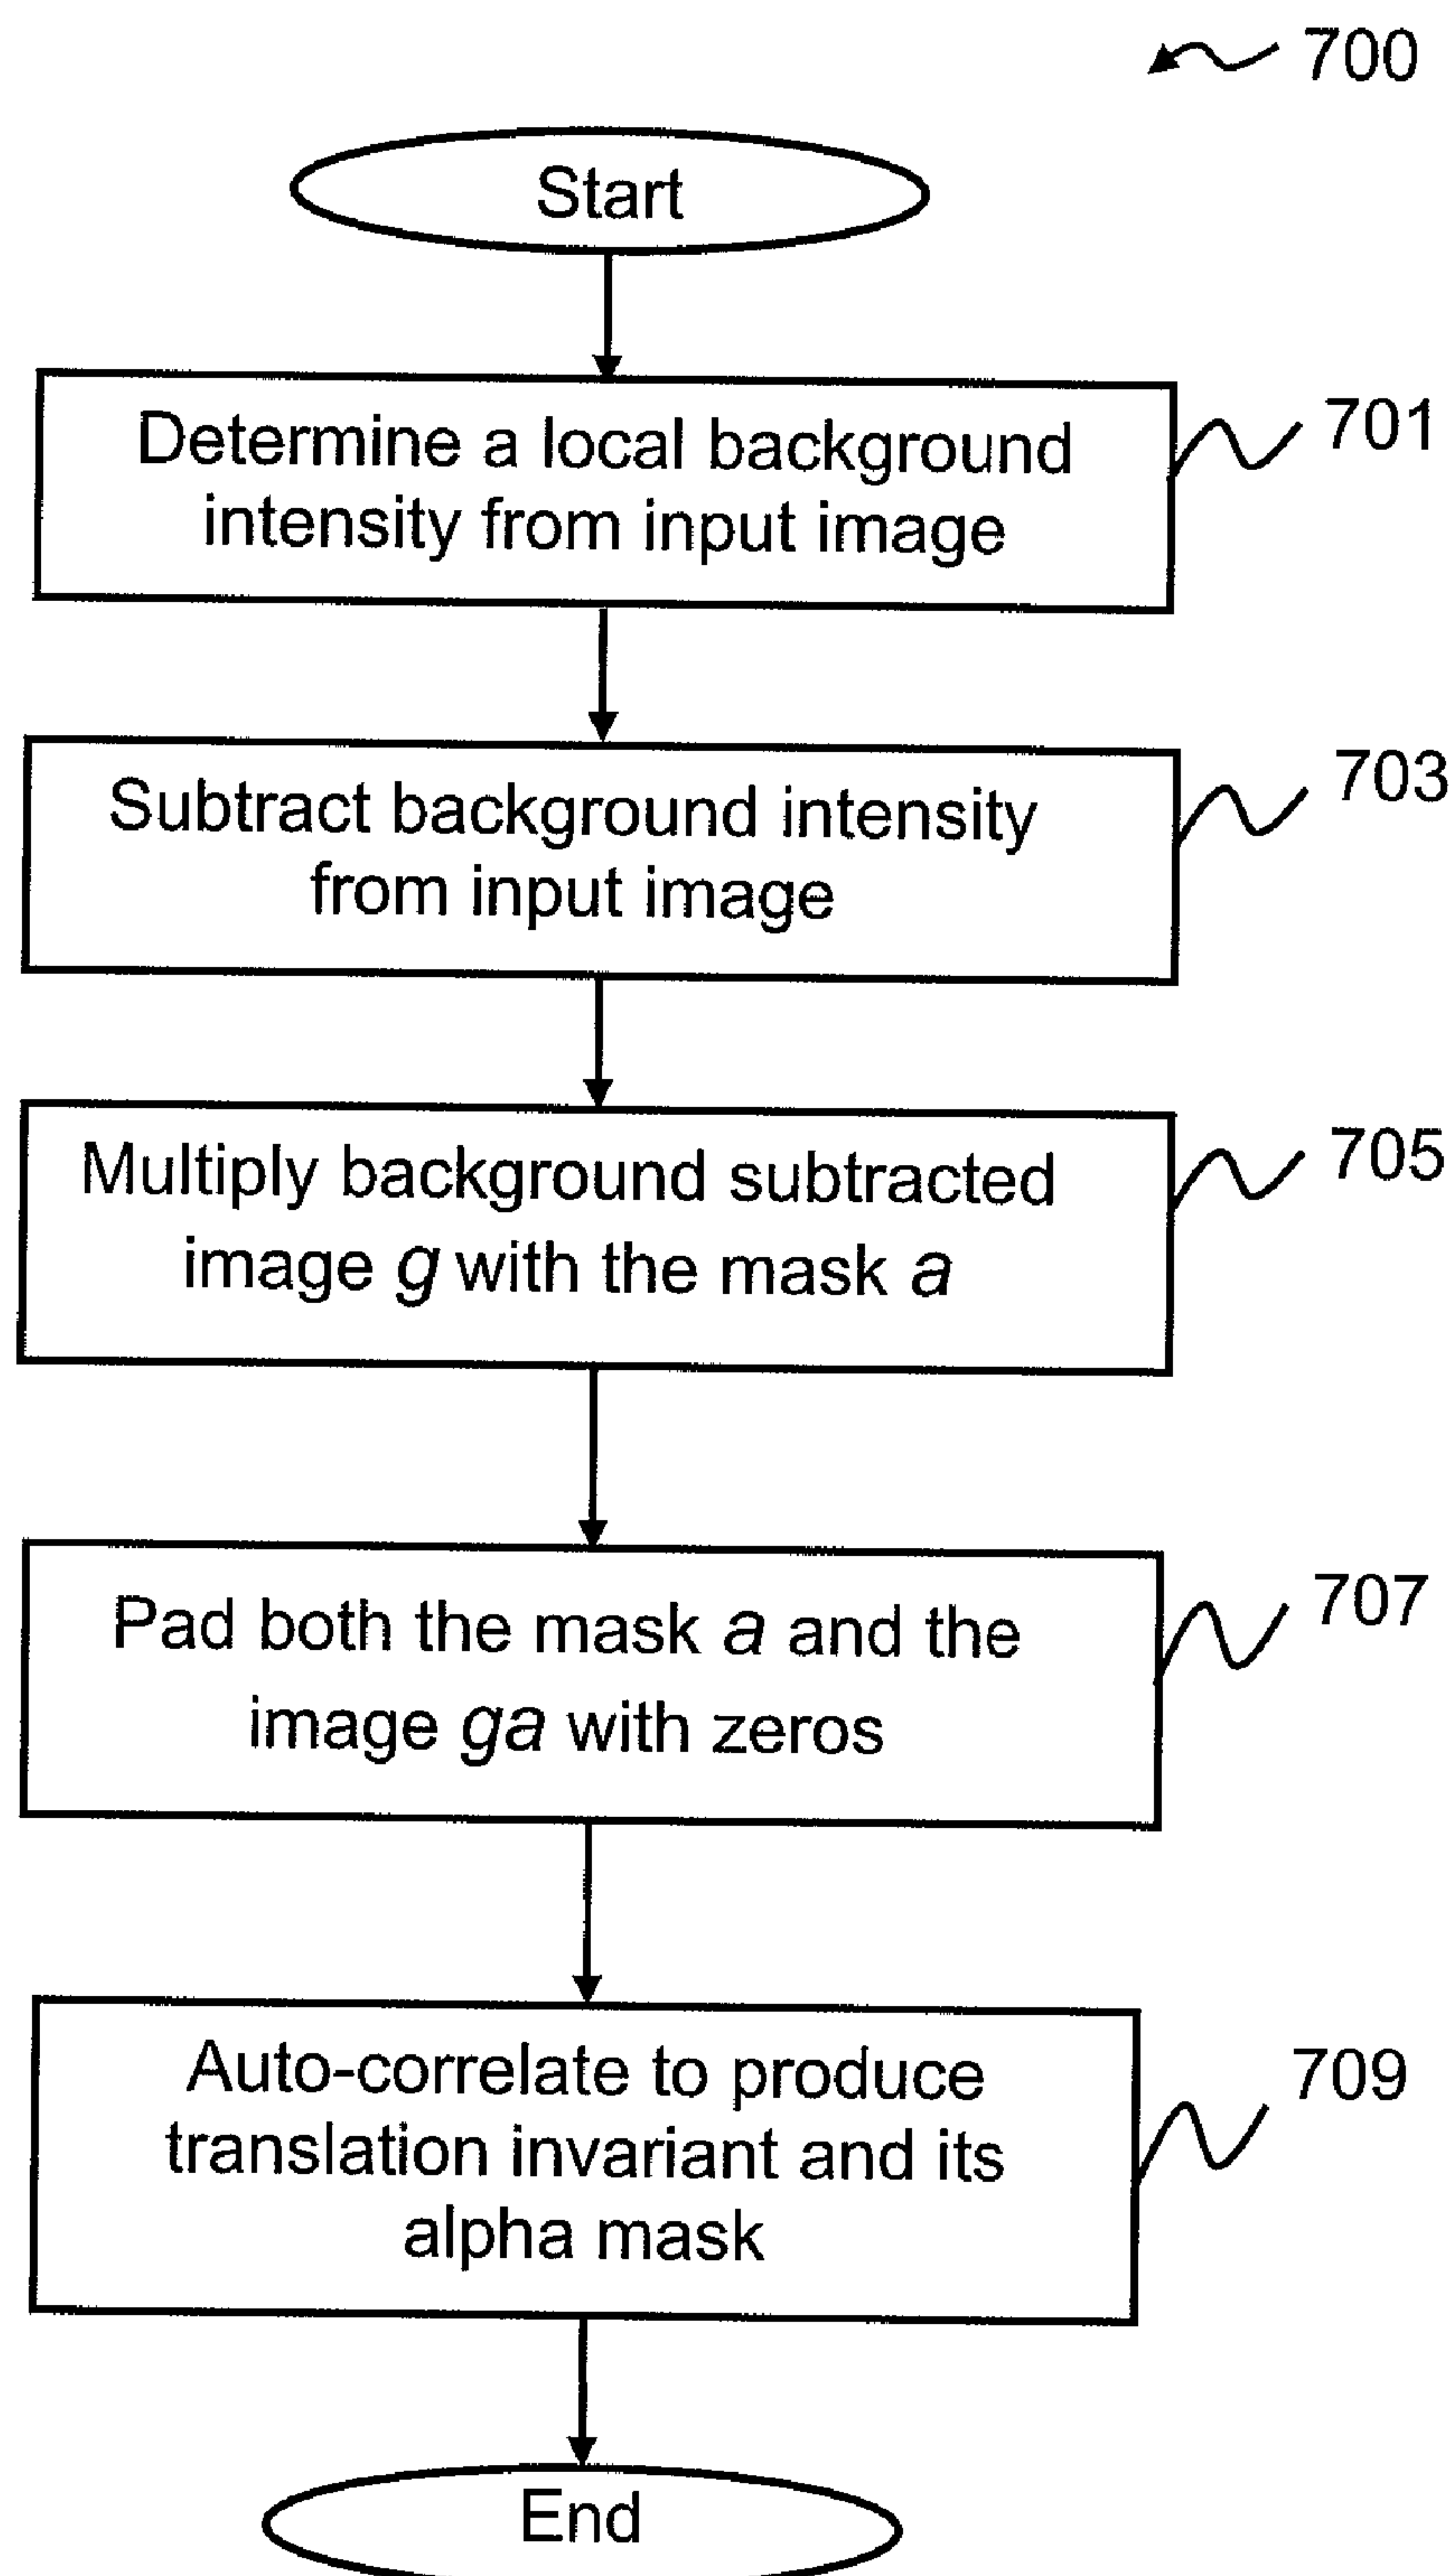 700
Start
Determine a local background
intensity from input image
701
Subtract background intensity
from input image
703
Multiply background subtracted
image g with the mask a
705
Pad both the mask a and the
image ga with zeros
707
Auto-correlate to produce
translation invariant and its
alpha mask
709
End